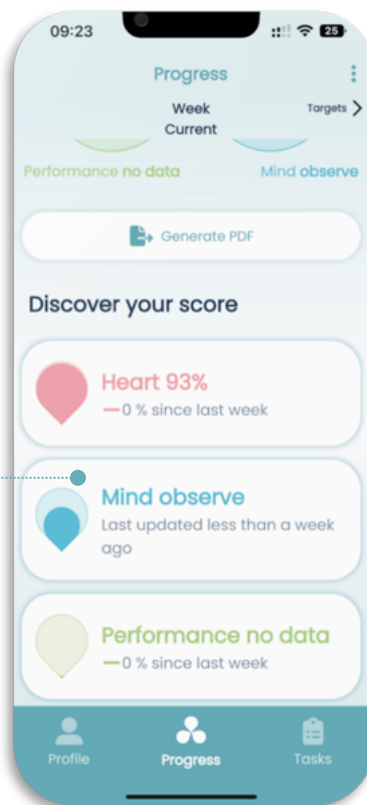 09:23
25
Progress
Week
Targets
Current
Performance no data
Mind observe
Generate PDF
Discover your score
Heart 93%
—0 % since last week
Mind observe
Last updated less than a week
ago
Performance no data
—0 % since last week
Profile
Progress
Tasks